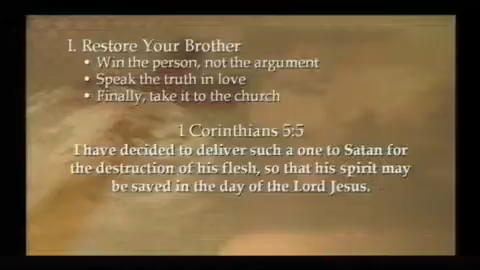 I. Restore Your Brother
• Win the person, not the argument
• Speak the truth in love
• Finally, take it to the church
1 Corinthians 5:5
I have decided to deliver such a one to Satan for
the destruction of his flesh, so that his spirit may
be saved in the day of the Lord Jesus.